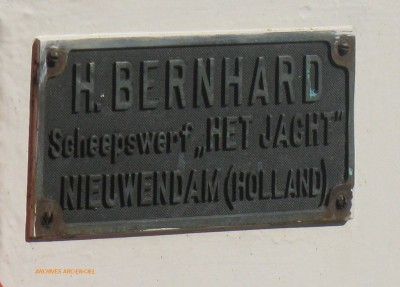 H. BERNHARD
Scheepswerf „HET JACHT"
NIEUWENDAM (HOLLAND)